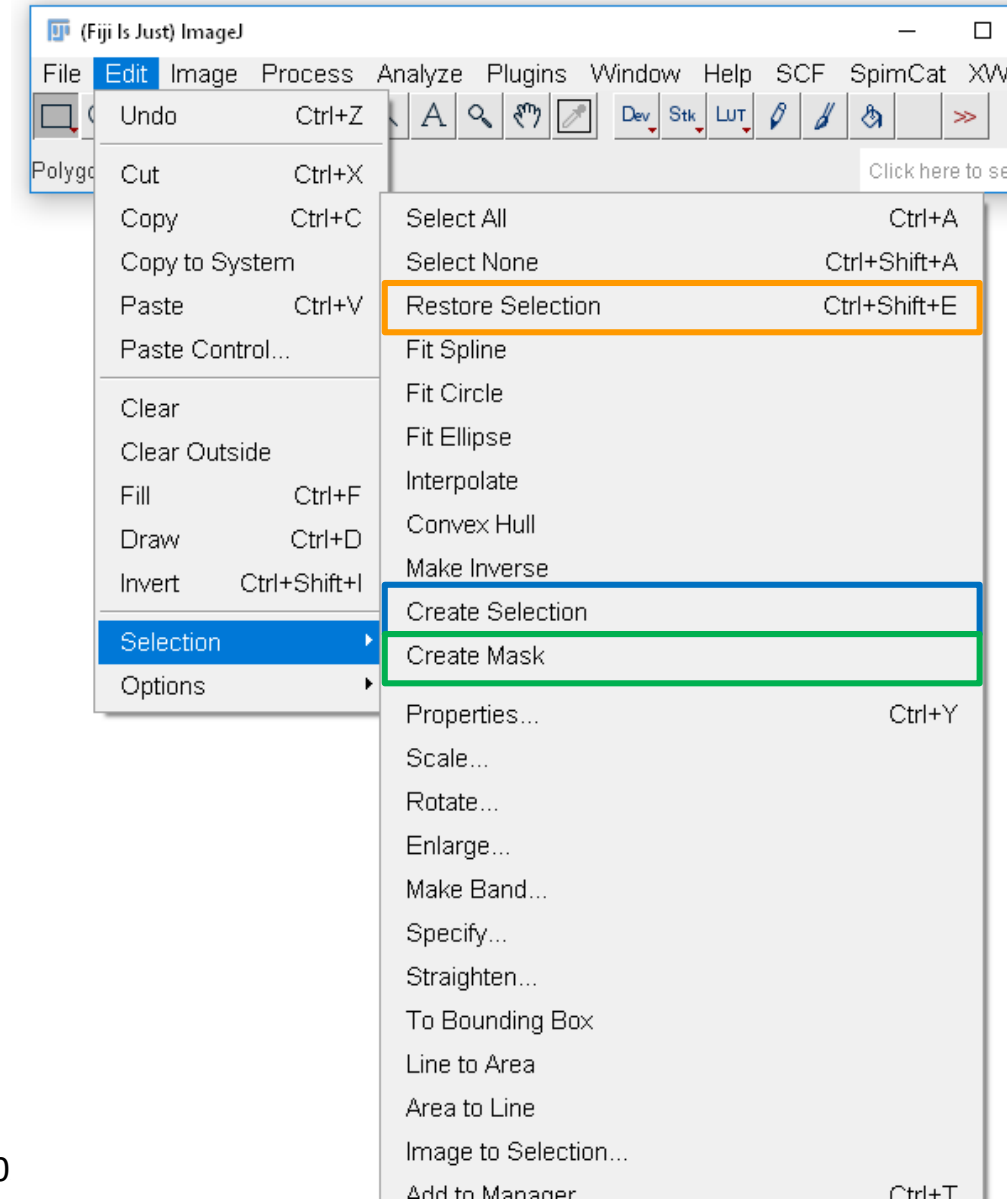 (Fiji Is Just) ImageJ
File Edit Image Process Analyze Plugins Window Help SCF SpimCat
Dev Stk LUT >>
Click here to
Undo Ctrl+Z
Cut Ctrl+X
Copy Ctrl+C
Copy to System
Paste Ctrl+V
Paste Control...
Clear
Clear Outside
Fill Ctrl+F
Draw Ctrl+D
Invert Ctrl+Shift+I
Selection
Options
Select All Ctrl+A
Select None Ctrl+Shift+A
Restore Selection Ctrl+Shift+E
Fit Spline
Fit Circle
Fit Ellipse
Interpolate
Convex Hull
Make Inverse
Create Selection
Create Mask
Properties... Ctrl+Y
Scale...
Rotate...
Enlarge...
Make Band...
Specify...
Straighten...
To Bounding Box
Line to Area
Area to Line
Image to Selection...
Add to Manager Ctrl+T